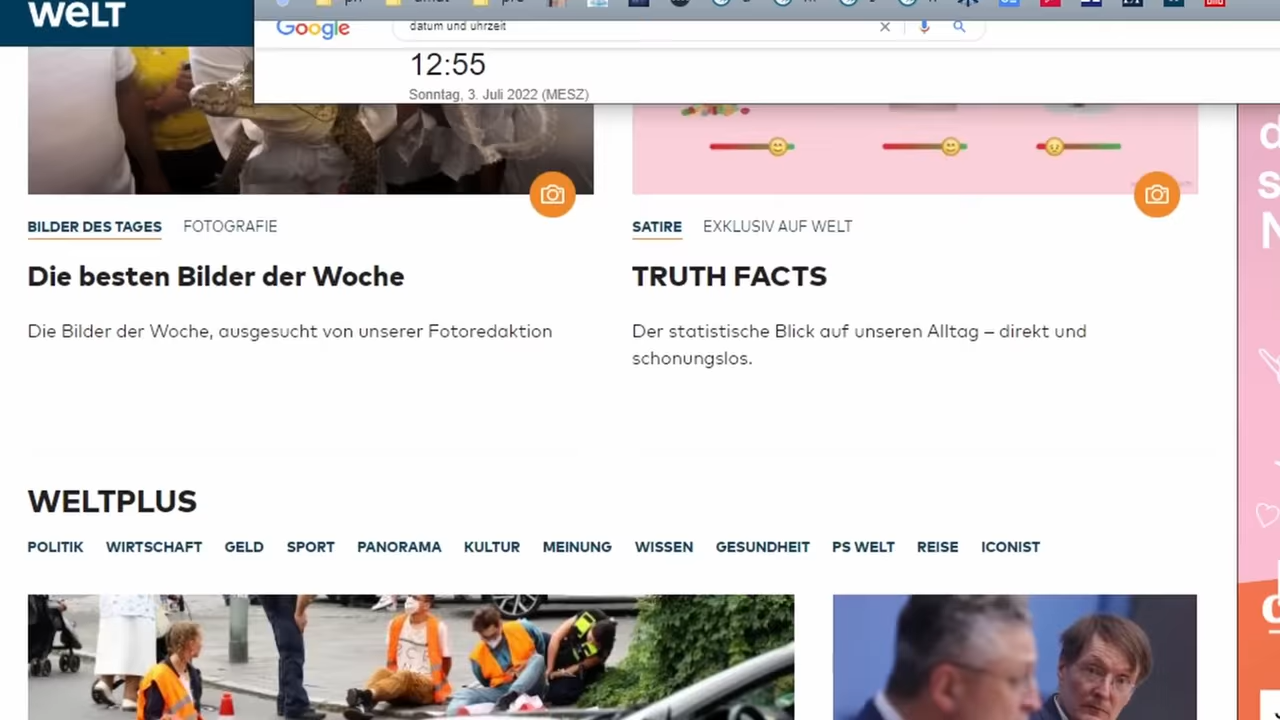 welt
Google
datum und uhrzeit
12:55
Sonntag, 3. Juli 2022 (MESZ)
BILDER DES TAGES FOTOGRAFIE
SATIRE EXKLUSIV AUF WELT
Die besten Bilder der Woche
TRUTH FACTS
Die Bilder der Woche, ausgesucht von unserer Fotoredaktion
Der statistische Blick auf unseren Alltag – direkt und
schonungslos.
WELTPLUS
POLITIK WIRTSCHAFT GELD SPORT PANORAMA KULTUR MEINUNG WISSEN GESUNDHEIT PS WELT REISE ICONIST